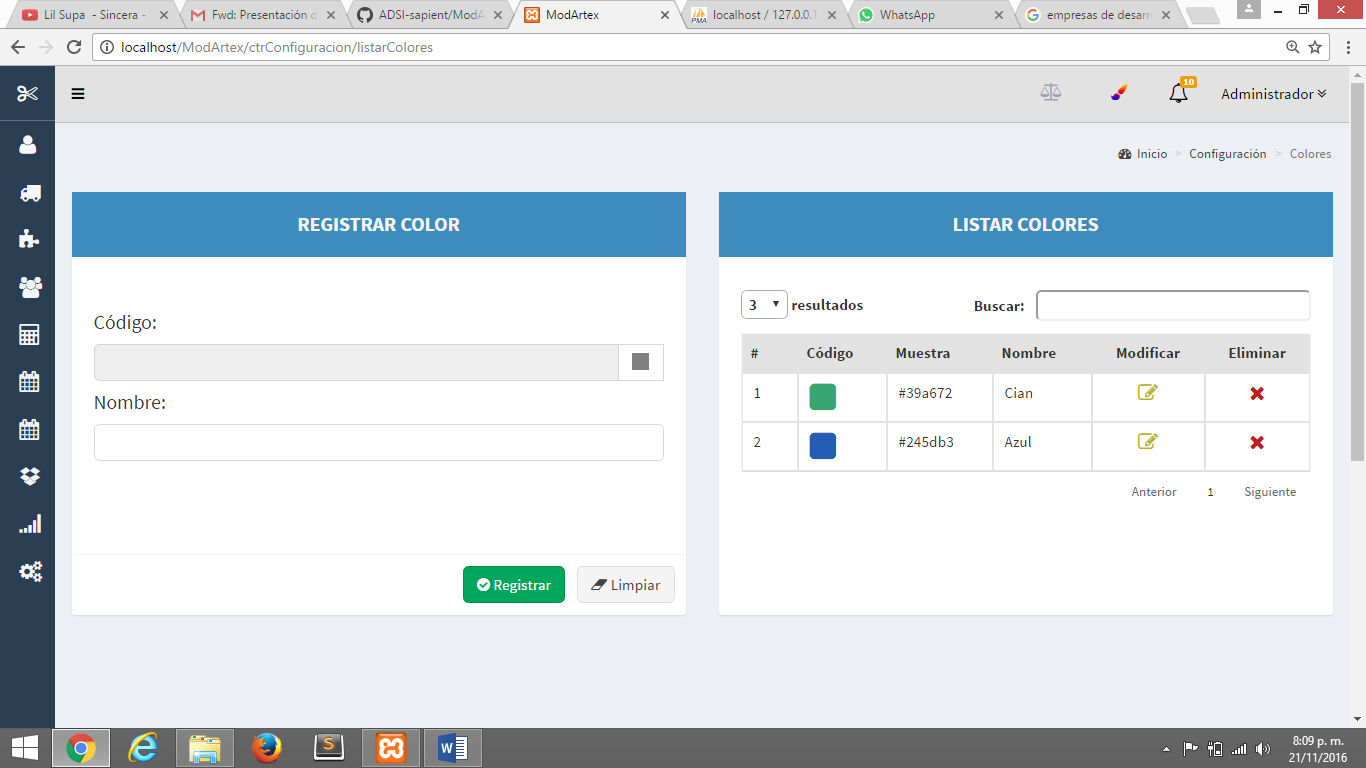 Lil Supa - Sincera -
Fwd: Presentación d
ADSI-sapient/ModA
ModArtex
localhost / 127.0.0.1
WhatsApp
empresas de desarr
localhost/ModArtex/ctrConfiguracion/listarColores
10
Administrador
Inicio > Configuración > Colores
REGISTRAR COLOR
Código:
Nombre:
Registrar
Limpiar
LISTAR COLORES
3 resultados
Buscar:
# Código Muestra Nombre Modificar Eliminar
1 #39a672 Cian
2 #245db3 Azul
Anterior 1 Siguiente
8:09 p. m.
21/11/2016